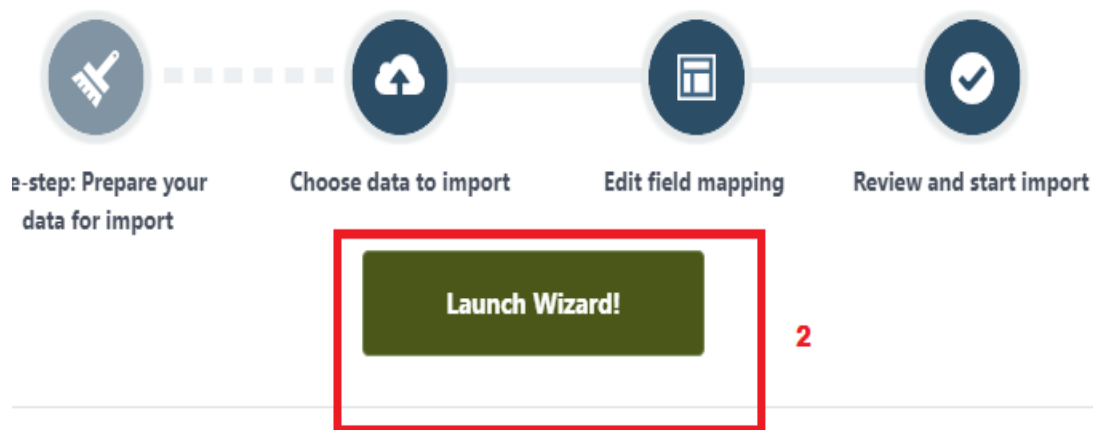 e-step: Prepare your
data for import
Choose data to import
Edit field mapping
Review and start import
Launch Wizard!
2